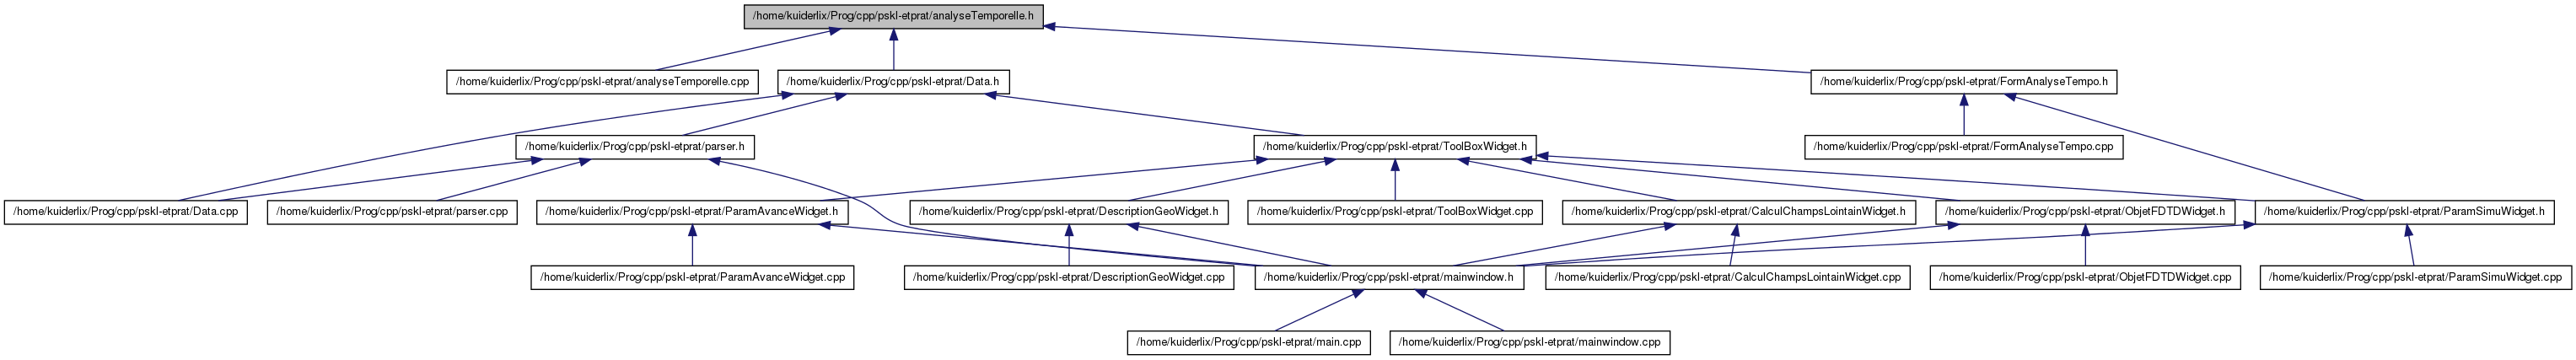 /home/kuiderlix/Prog/cpp/pskl-etprat/analyseTemporelle.h
/home/kuiderlix/Prog/cpp/pskl-etprat/analyseTemporelle.cpp
/home/kuiderlix/Prog/cpp/pskl-etprat/Data.h
/home/kuiderlix/Prog/cpp/pskl-etprat/FormAnalyseTempo.h
/home/kuiderlix/Prog/cpp/pskl-etprat/parser.h
/home/kuiderlix/Prog/cpp/pskl-etprat/ToolBoxWidget.h
/home/kuiderlix/Prog/cpp/pskl-etprat/FormAnalyseTempo.cpp
/home/kuiderlix/Prog/cpp/pskl-etprat/Data.cpp
/home/kuiderlix/Prog/cpp/pskl-etprat/parser.cpp
/home/kuiderlix/Prog/cpp/pskl-etprat/ParamAvanceWidget.h
/home/kuiderlix/Prog/cpp/pskl-etprat/DescriptionGeoWidget.h
/home/kuiderlix/Prog/cpp/pskl-etprat/ToolBoxWidget.cpp
/home/kuiderlix/Prog/cpp/pskl-etprat/CalculChampsLointainWidget.h
/home/kuiderlix/Prog/cpp/pskl-etprat/ObjetFDTDWidget.h
/home/kuiderlix/Prog/cpp/pskl-etprat/ParamSimuWidget.h
/home/kuiderlix/Prog/cpp/pskl-etprat/ParamAvanceWidget.cpp
/home/kuiderlix/Prog/cpp/pskl-etprat/DescriptionGeoWidget.cpp
/home/kuiderlix/Prog/cpp/pskl-etprat/mainwindow.h
/home/kuiderlix/Prog/cpp/pskl-etprat/CalculChampsLointainWidget.cpp
/home/kuiderlix/Prog/cpp/pskl-etprat/ObjetFDTDWidget.cpp
/home/kuiderlix/Prog/cpp/pskl-etprat/ParamSimuWidget.cpp
/home/kuiderlix/Prog/cpp/pskl-etprat/main.cpp
/home/kuiderlix/Prog/cpp/pskl-etprat/mainwindow.cpp